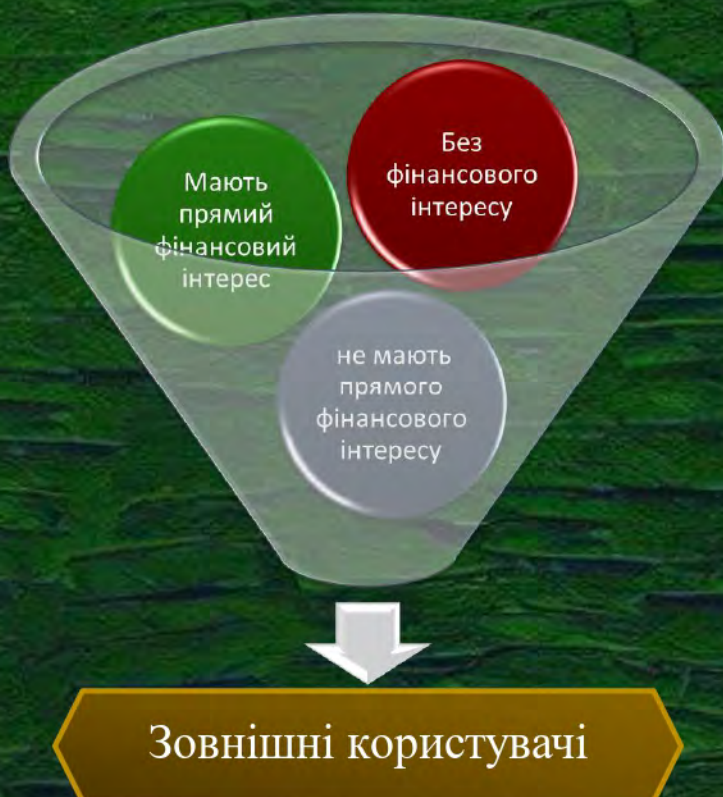 Без
фінансового
інтересу
Мають
прямий
фінансовий
інтерес
не мають
прямого
фінансового
інтересу
Зовнішні користувачі